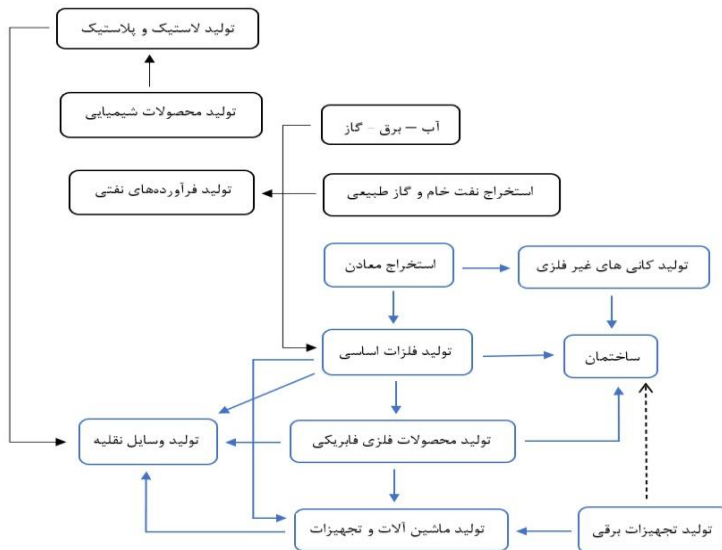 تولید لاستیک و پلاستیک
تولید محصولات شیمیایی
آب – برق - گاز
استخراج نفت خام و گاز طبیعی
تولید فرآورده‌های نفتی
استخراج معادن
تولید کانی های غیر فلزی
تولید فلزات اساسی
ساختمان
تولید محصولات فلزی فابریکی
تولید وسایل نقلیه
تولید تجهیزات برقی
تولید ماشین آلات و تجهیزات